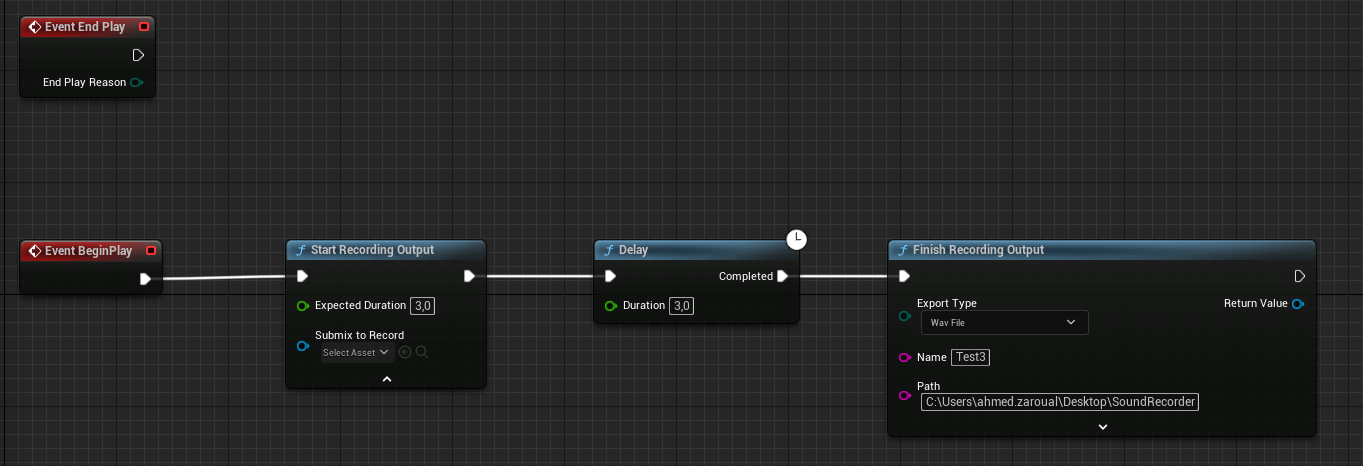 Event End Play
End Play Reason
Event BeginPlay
Start Recording Output
Expected Duration 3,0
Submix to Record
Select Asset
Delay
Completed
Duration 3,0
Finish Recording Output
Export Type
Wav File
Return Value
Name Test3
Path
C:\Users\ahmed.zaroual\Desktop\SoundRecorder